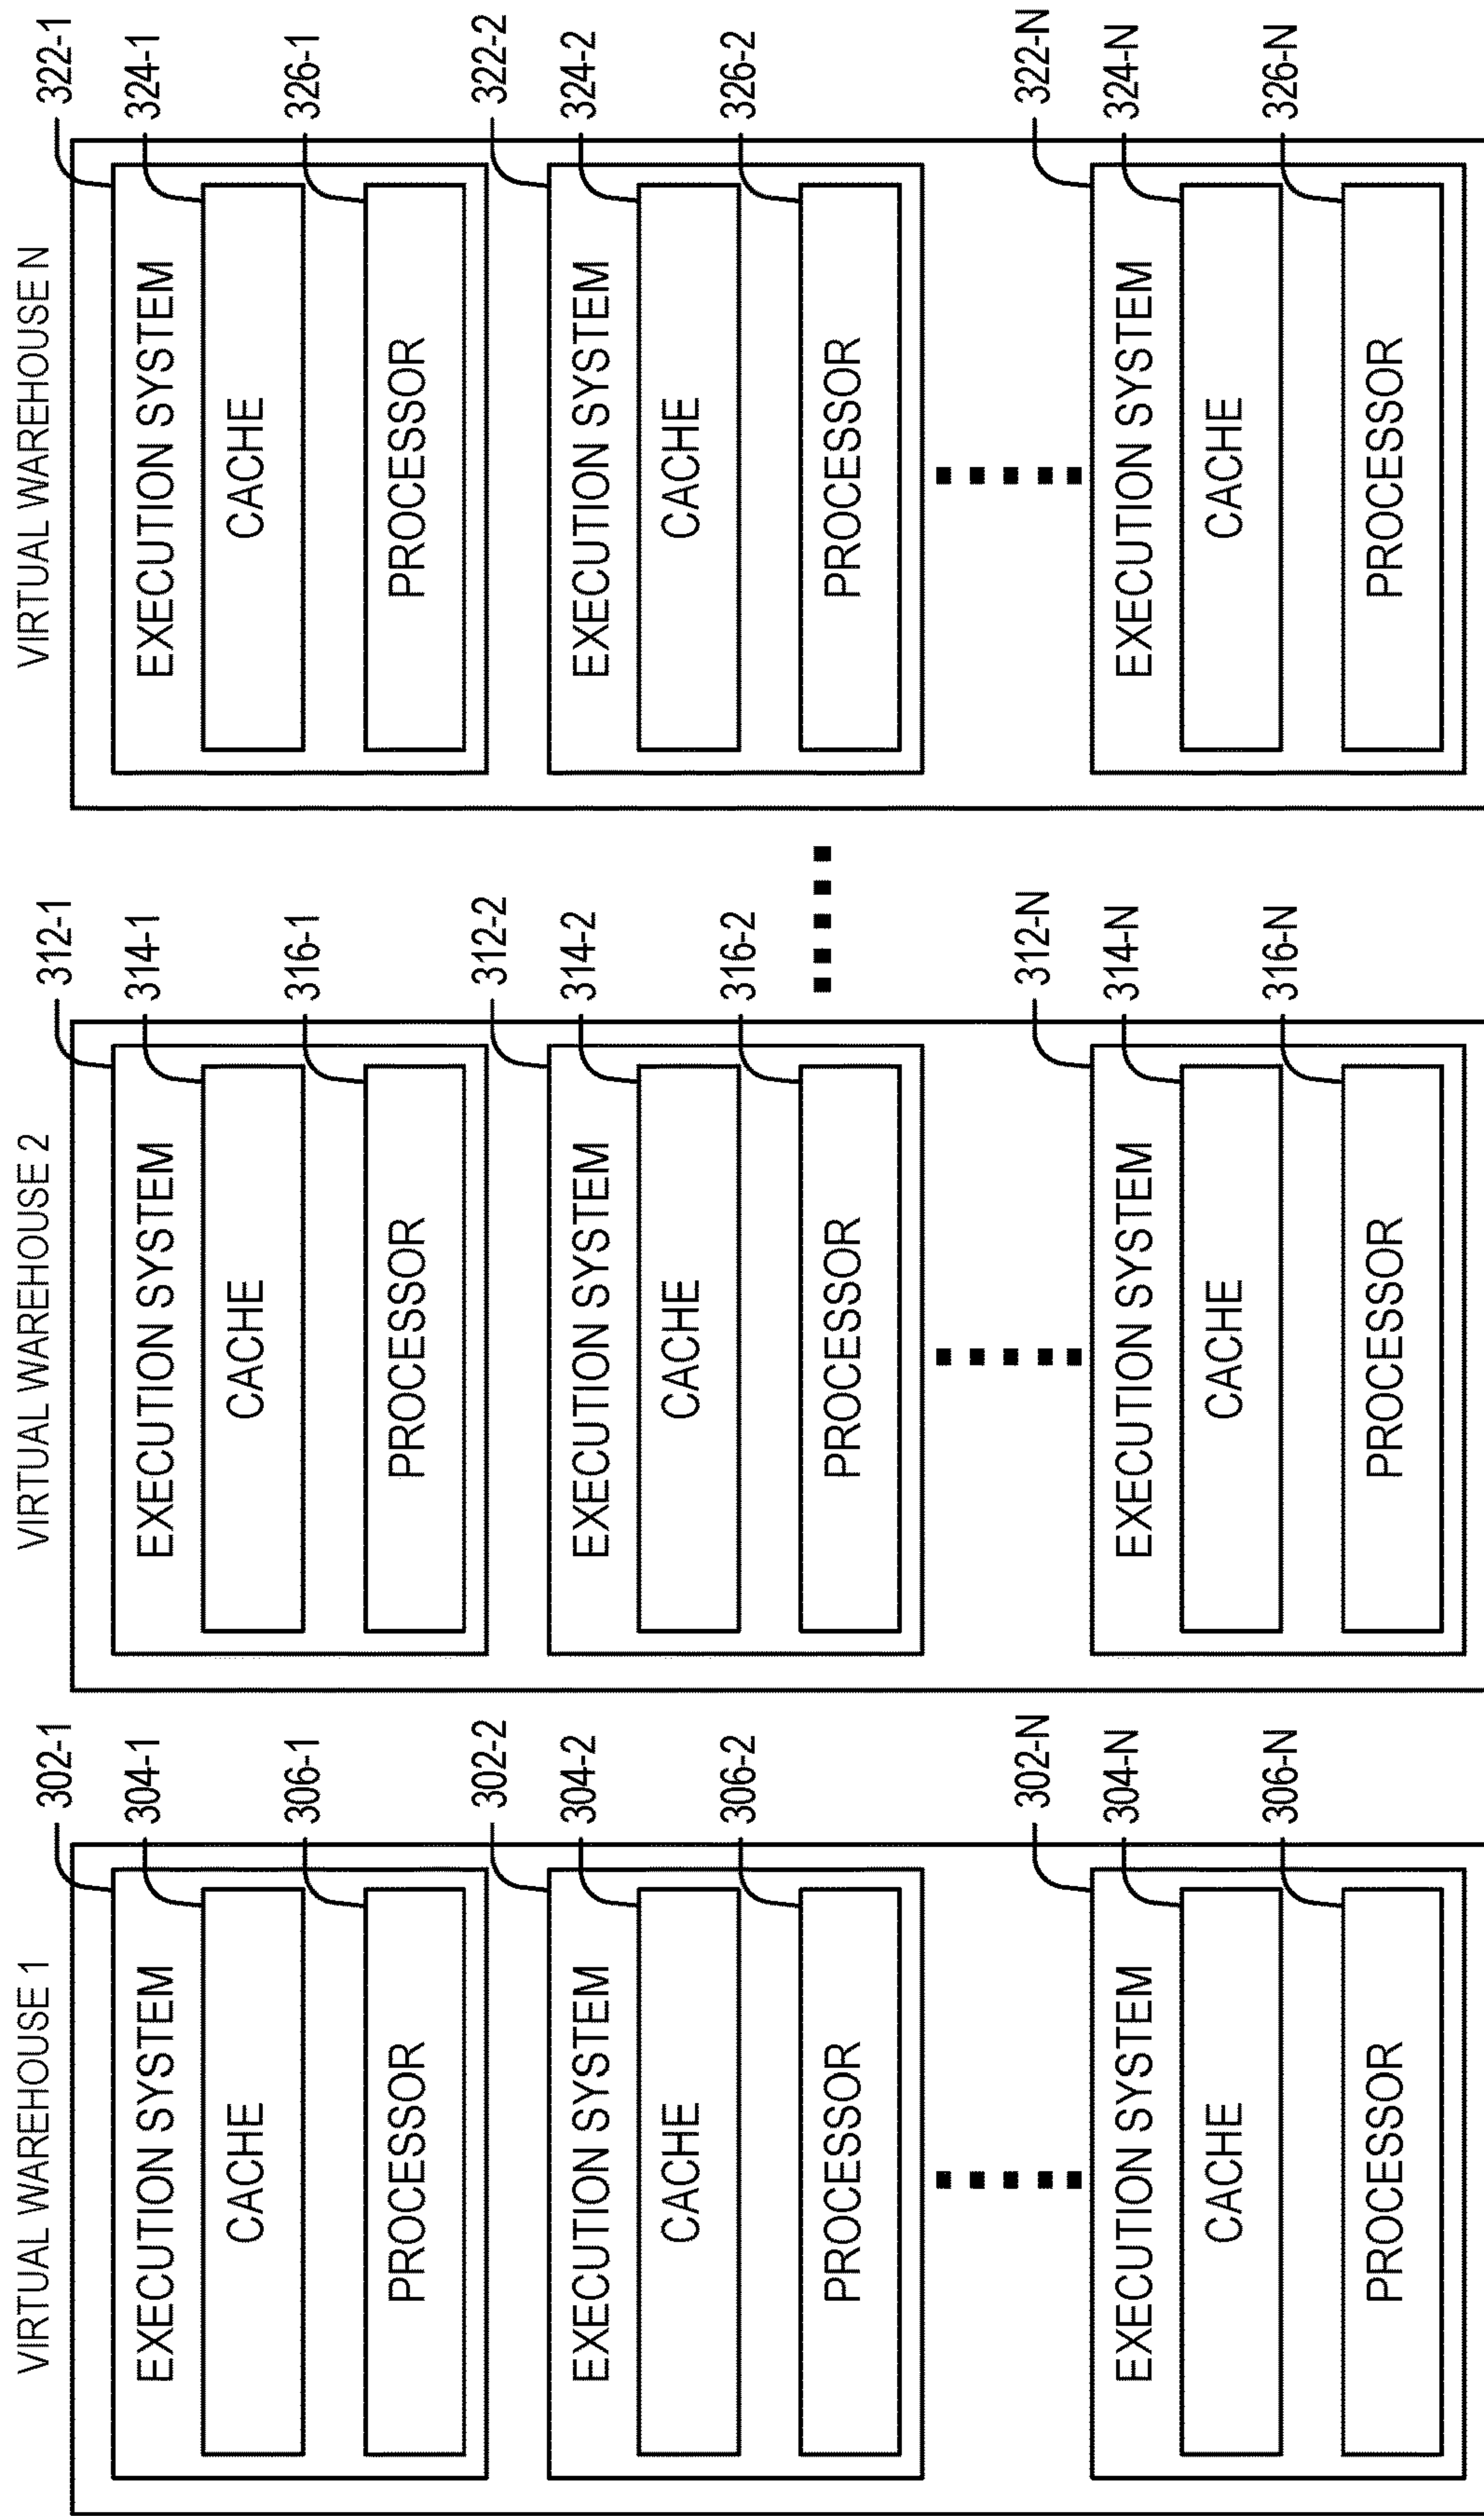 VIRTUAL WAREHOUSE 1
302-1
EXECUTION SYSTEM
304-1
CACHE
306-1
PROCESSOR
302-2
EXECUTION SYSTEM
304-2
CACHE
306-2
PROCESSOR
302-N
EXECUTION SYSTEM
304-N
CACHE
306-N
PROCESSOR
VIRTUAL WAREHOUSE 2
312-1
EXECUTION SYSTEM
314-1
CACHE
316-1
PROCESSOR
312-2
EXECUTION SYSTEM
314-2
CACHE
316-2
PROCESSOR
312-N
EXECUTION SYSTEM
314-N
CACHE
316-N
PROCESSOR
VIRTUAL WAREHOUSE N
322-1
EXECUTION SYSTEM
324-1
CACHE
326-1
PROCESSOR
322-2
EXECUTION SYSTEM
324-2
CACHE
326-2
PROCESSOR
322-N
EXECUTION SYSTEM
324-N
CACHE
326-N
PROCESSOR